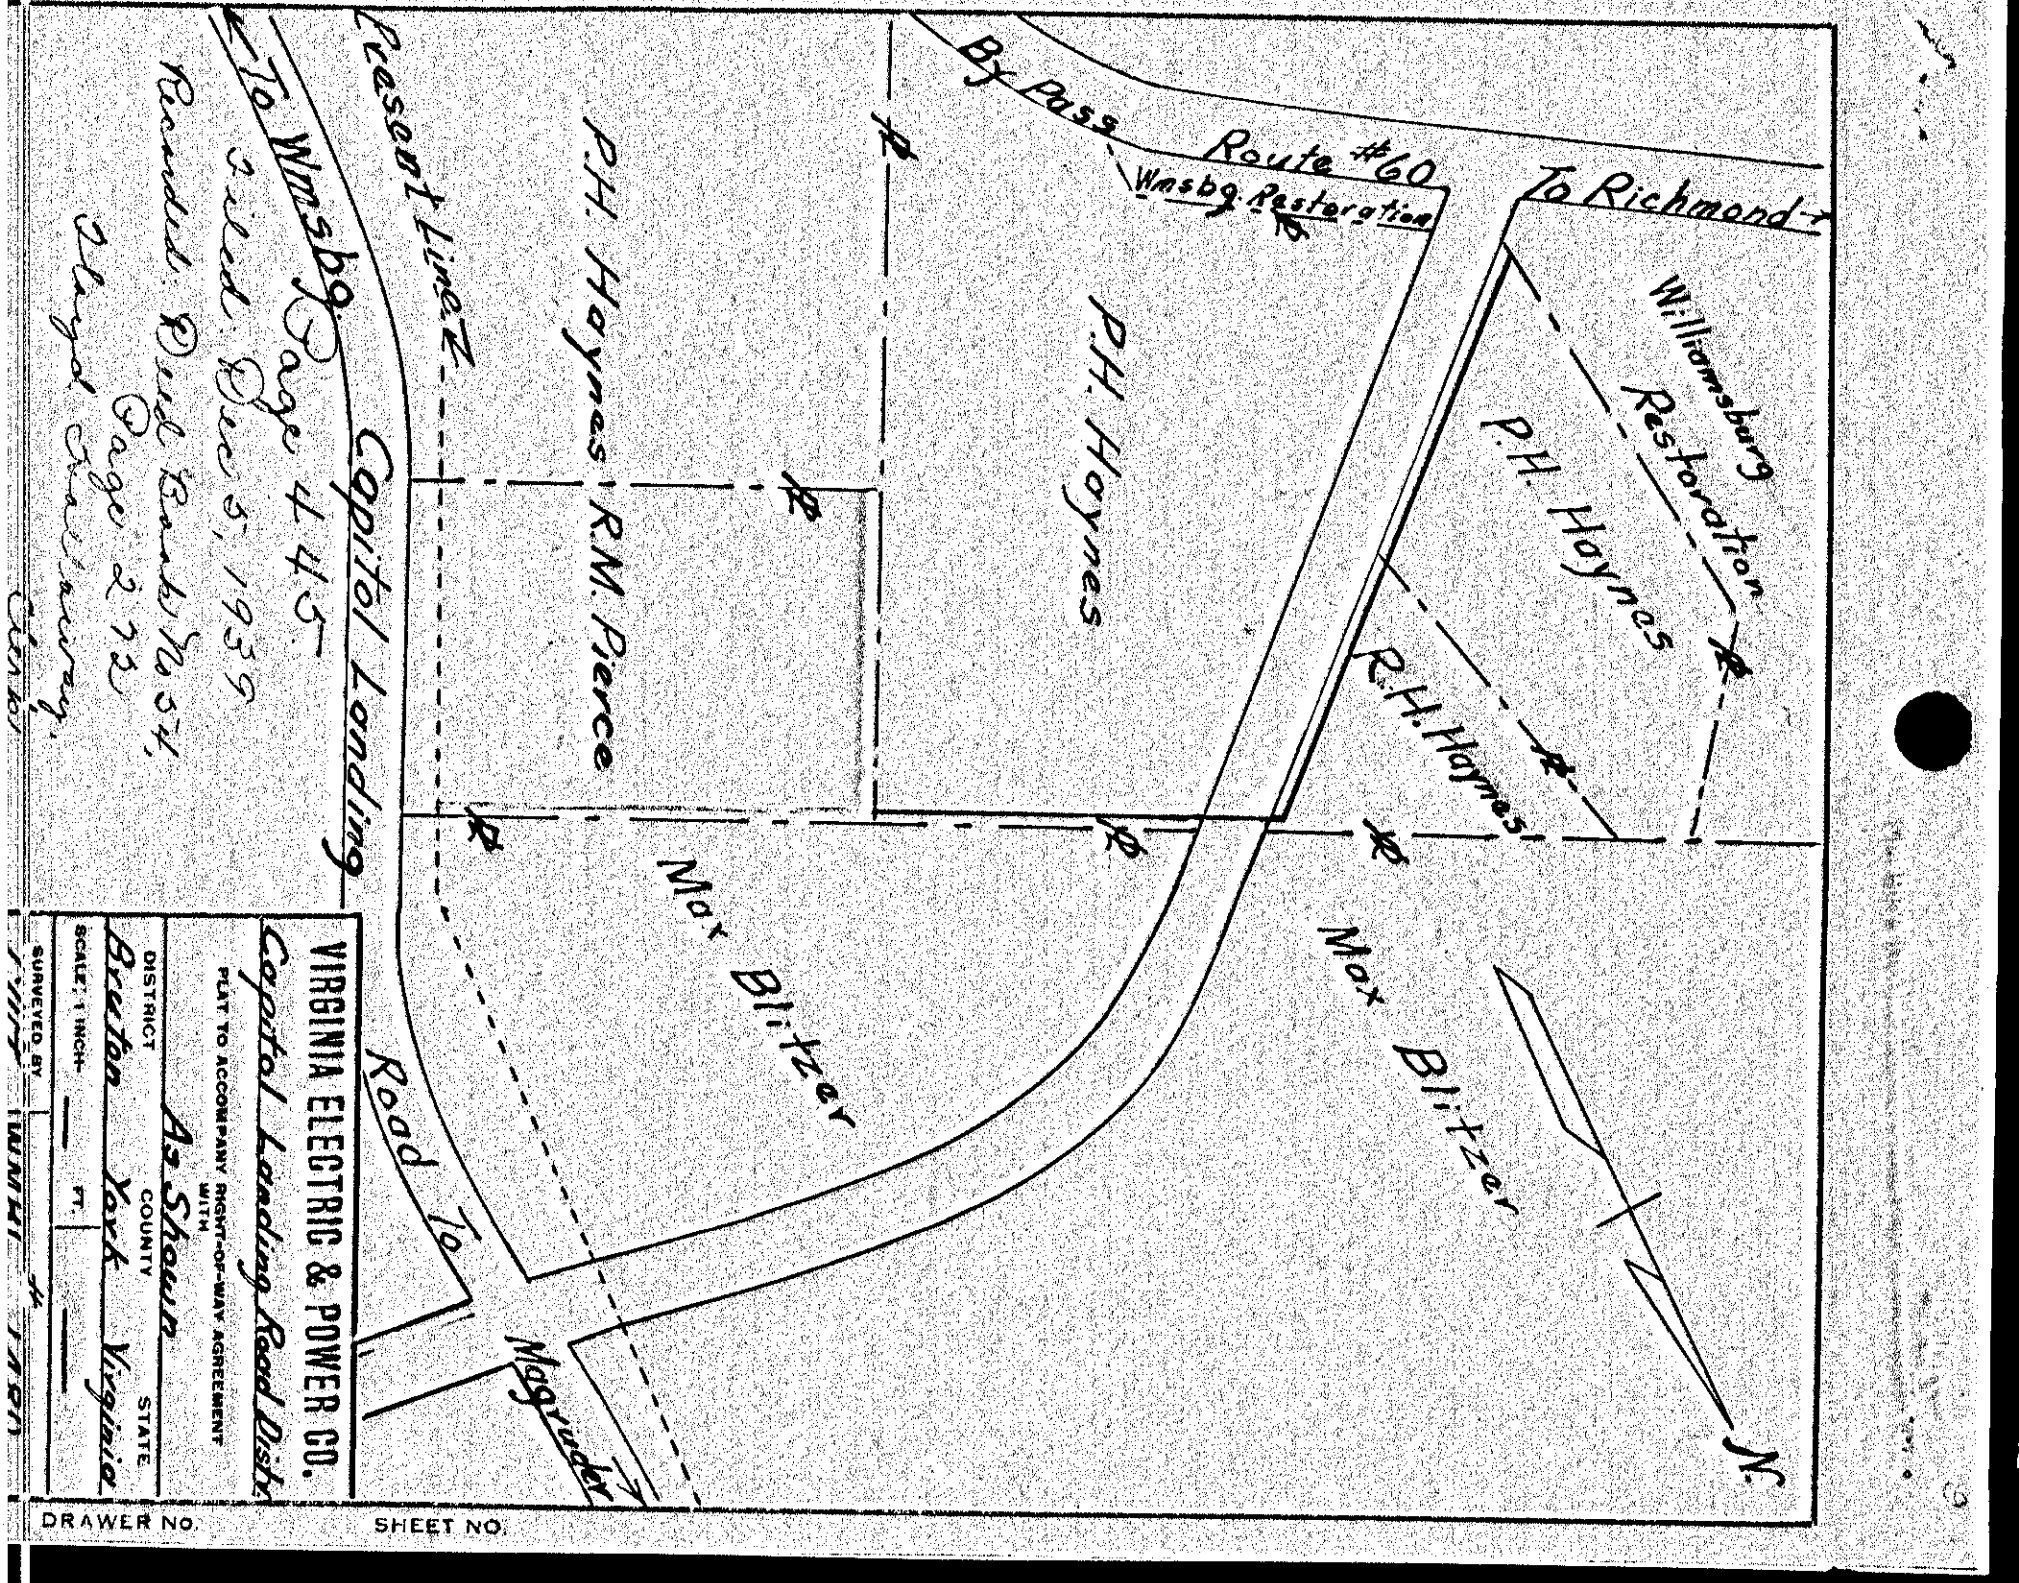 By Pass Route #60
To Richmond
Wmsbg. Restoration
Williamsburg
Restoration
P.H. Haynes
R.H. Haynes
P.H. Haynes
P.H. Haynes
R.M. Pierce
Present Line
To Wmsbg.
Capitol Landing
Road To
Magruder
Max Blitzer
Max Blitzer
N.
Page 445
Filed: Dec 5, 1939
Recorded: Deed Book No 54,
Page 272
VIRGINIA ELECTRIC & POWER CO.
Capitol Landing Road Distr.
PLAT TO ACCOMPANY RIGHT-OF-WAY AGREEMENT
WITH
As Shown
DISTRICT COUNTY STATE
Bruton York Virginia
SCALE: 1 INCH — FT.
SURVEYED BY
DRAWER NO. SHEET NO.